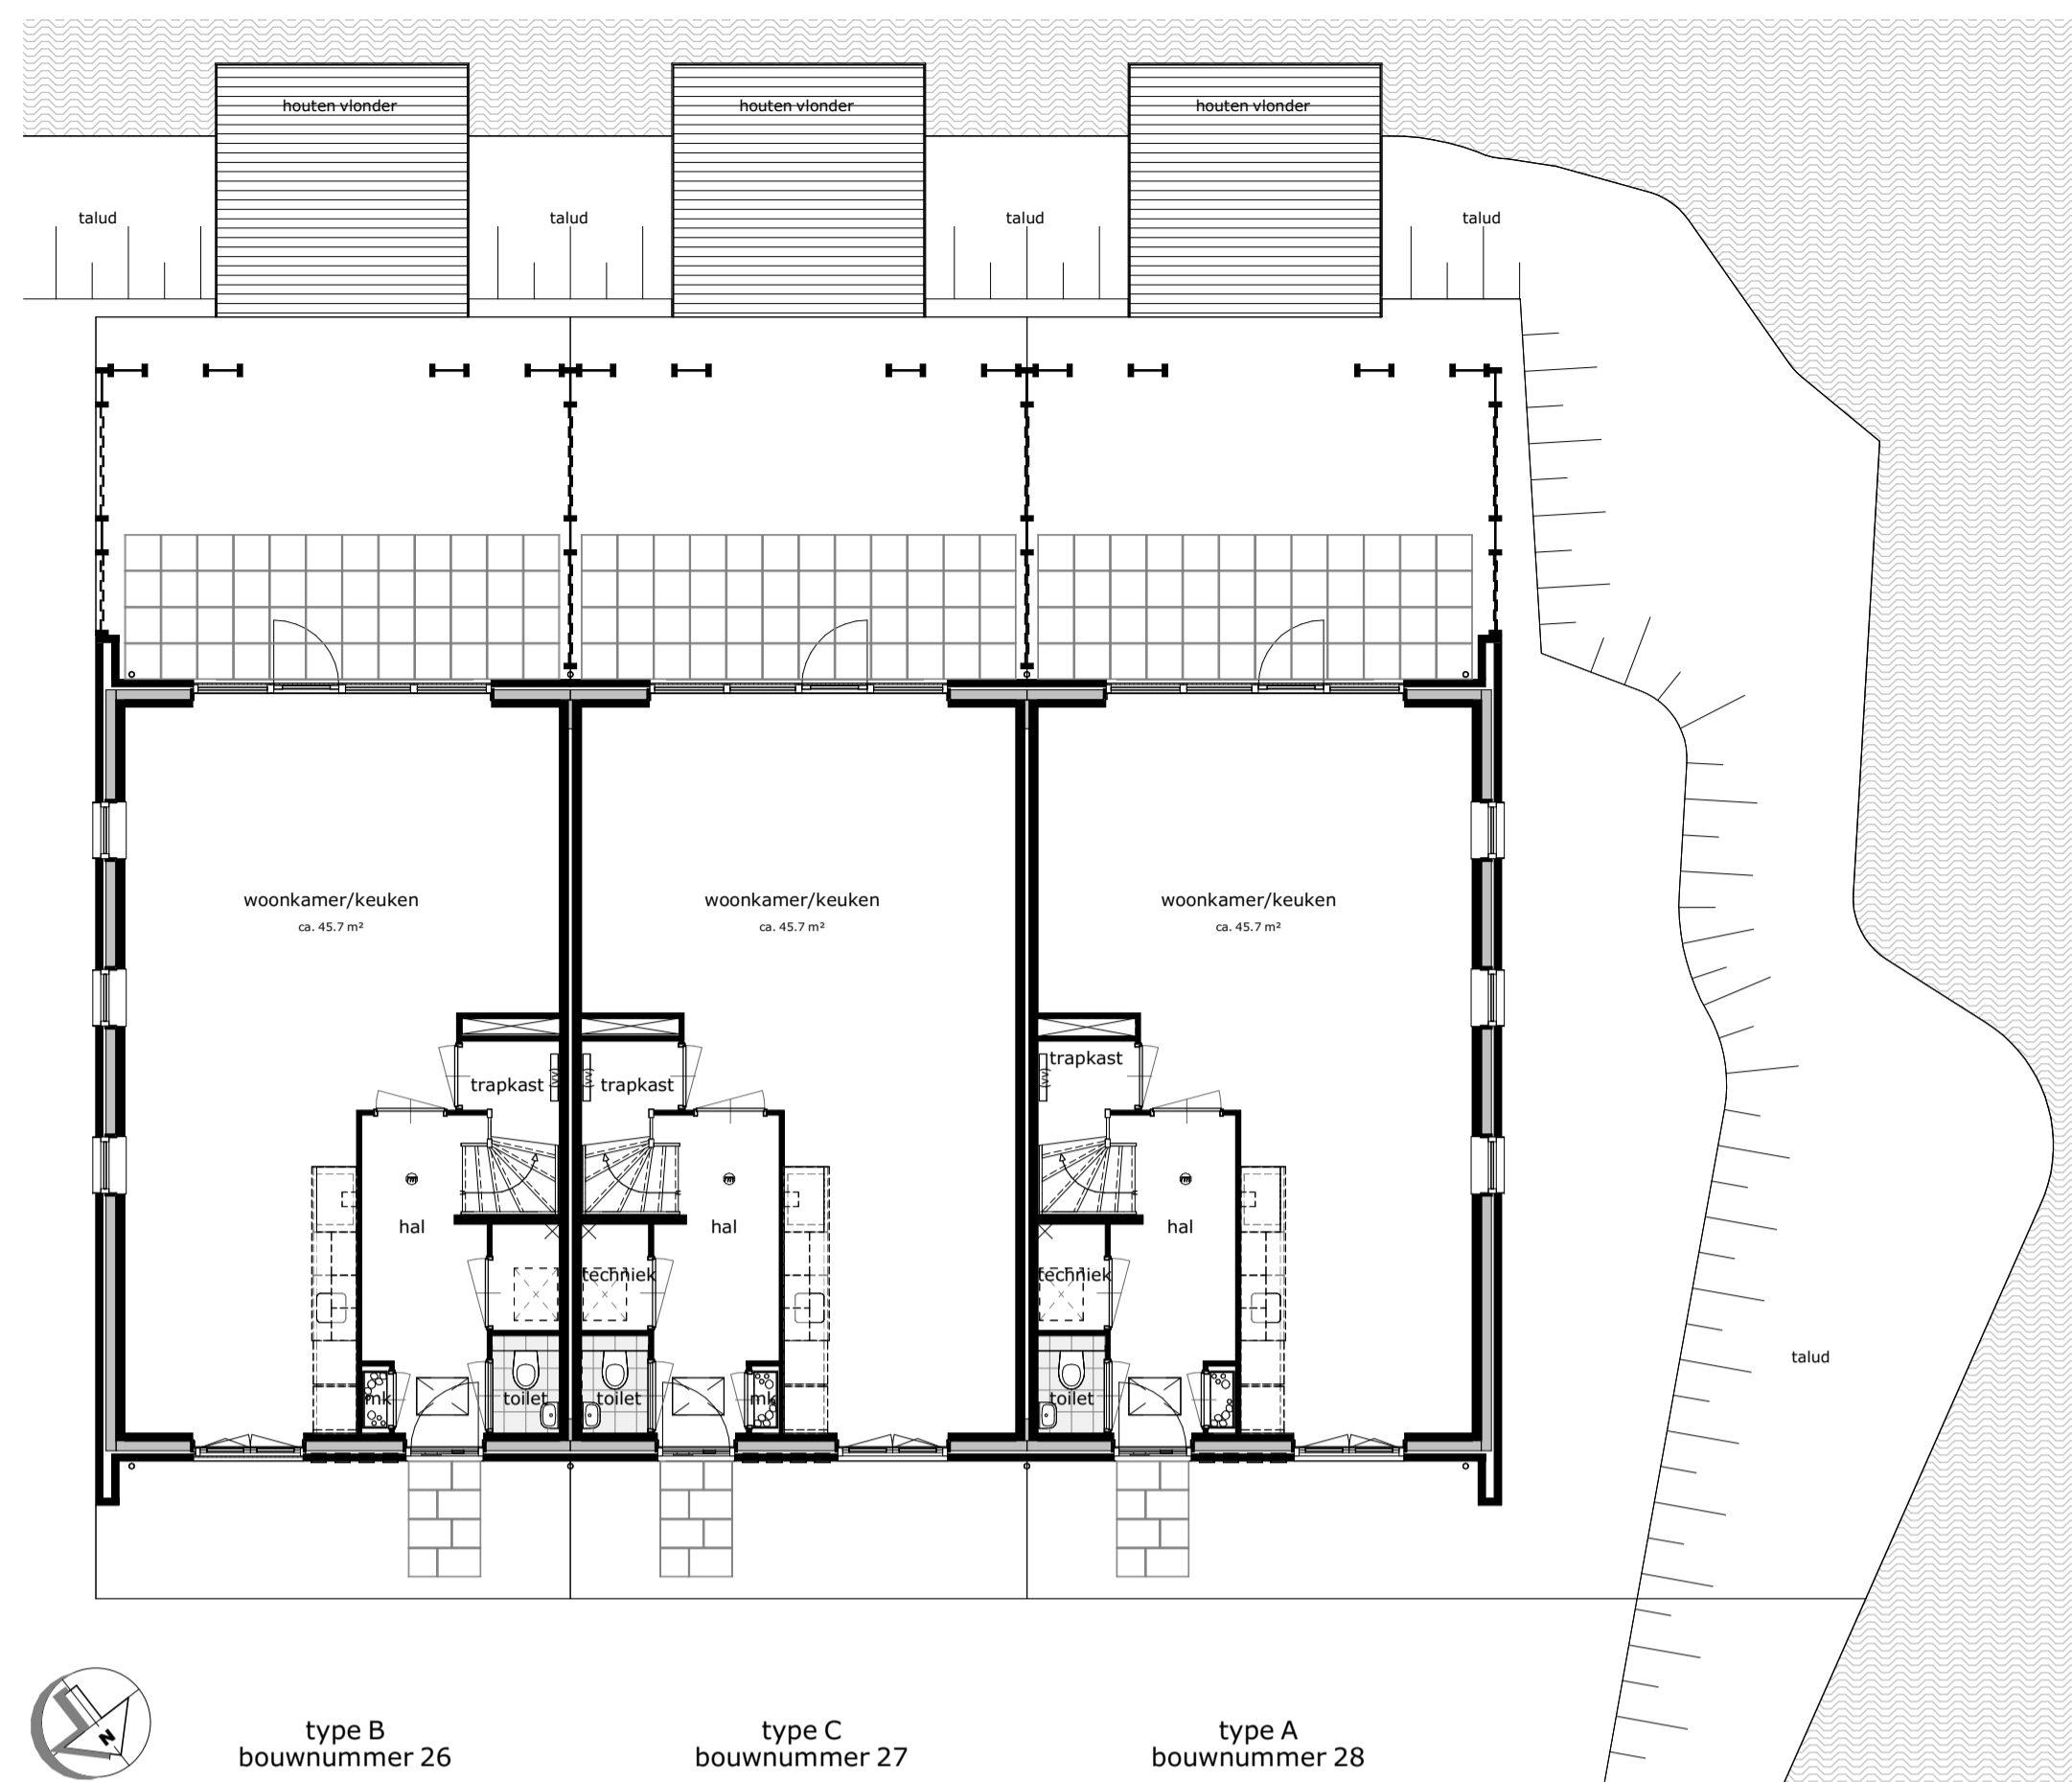 houten vlonder
houten vlonder
houten vlonder
talud
talud
talud
talud
woonkamer/keuken
ca. 45.7 m²
woonkamer/keuken
ca. 45.7 m²
woonkamer/keuken
ca. 45.7 m²
trapkast
trapkast
trapkast
hal
hal
hal
techniek
techniek
talud
mk
toilet
toilet
mk
toilet
N
type B
bouwnummer 26
type C
bouwnummer 27
type A
bouwnummer 28